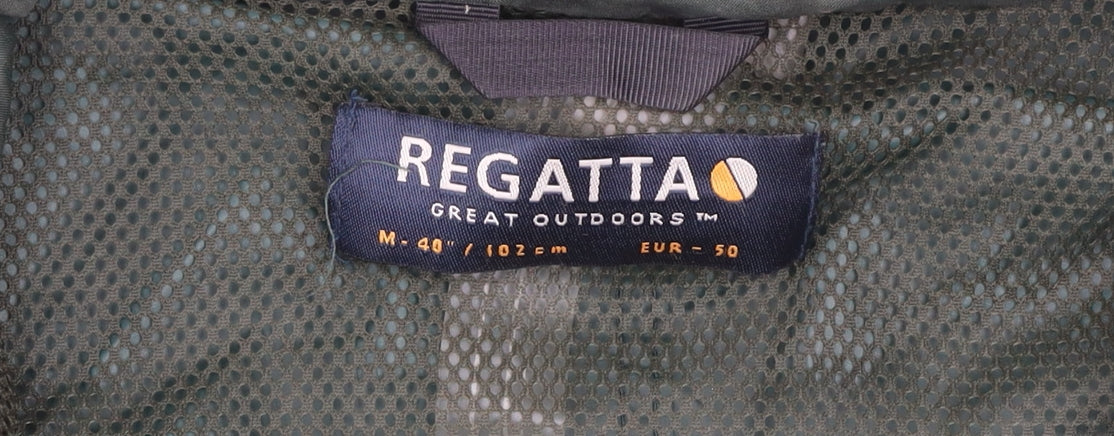 REGATTA
GREAT OUTDOORS ™
M - 40" / 102 cm EUR - 50